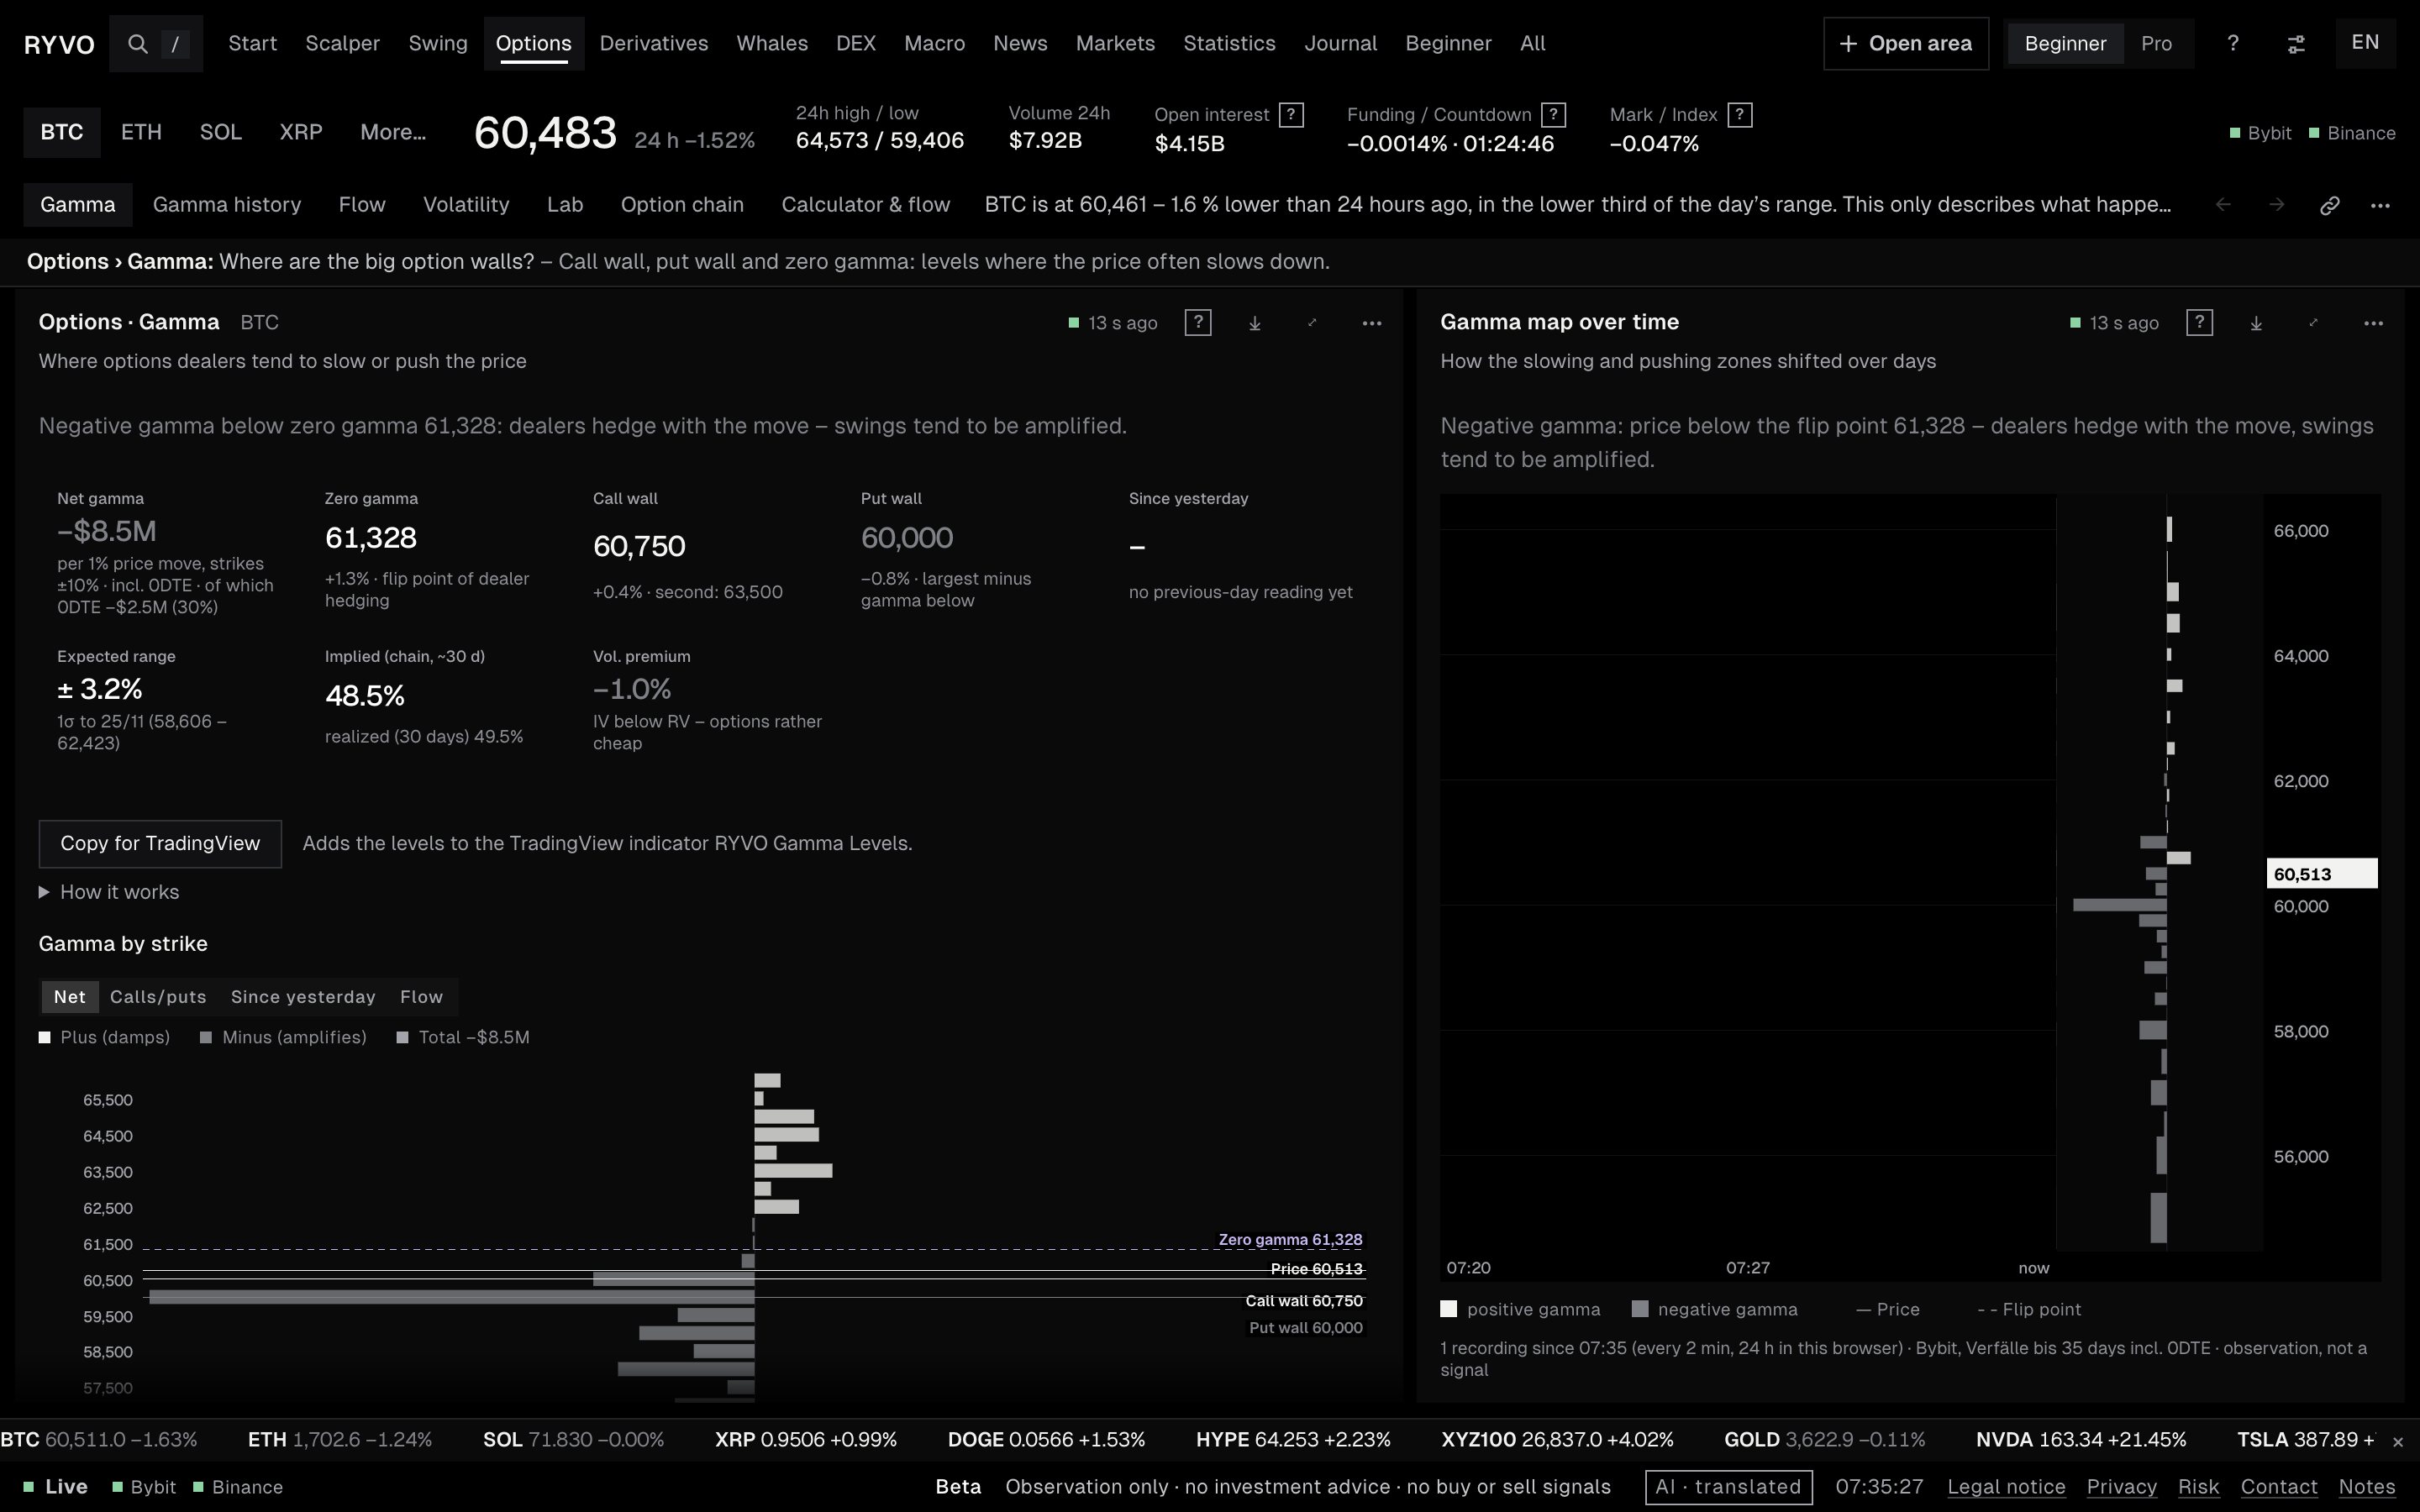 RYVO / Start Scalper Swing Options Derivatives Whales DEX Macro News Markets Statistics Journal Beginner All + Open area Beginner Pro ? EN
BTC ETH SOL XRP More… 60,483 24 h −1.52%
24h high / low
64,573 / 59,406
Volume 24h
$7.92B
Open interest ?
$4.15B
Funding / Countdown ?
−0.0014% · 01:24:46
Mark / Index ?
−0.047%
Bybit Binance
Gamma Gamma history Flow Volatility Lab Option chain Calculator & flow BTC is at 60,461 – 1.6 % lower than 24 hours ago, in the lower third of the day’s range. This only describes what happe…
Options › Gamma: Where are the big option walls? – Call wall, put wall and zero gamma: levels where the price often slows down.
Options · Gamma BTC 13 s ago ?
Where options dealers tend to slow or push the price
Negative gamma below zero gamma 61,328: dealers hedge with the move – swings tend to be amplified.
Net gamma
−$8.5M
per 1% price move, strikes
±10% · incl. 0DTE · of which
0DTE −$2.5M (30%)
Zero gamma
61,328
+1.3% · flip point of dealer
hedging
Call wall
60,750
+0.4% · second: 63,500
Put wall
60,000
−0.8% · largest minus
gamma below
Since yesterday
–
no previous-day reading yet
Expected range
± 3.2%
1σ to 25/11 (58,606 –
62,423)
Implied (chain, ~30 d)
48.5%
realized (30 days) 49.5%
Vol. premium
−1.0%
IV below RV – options rather
cheap
Copy for TradingView Adds the levels to the TradingView indicator RYVO Gamma Levels.
How it works
Gamma by strike
Net Calls/puts Since yesterday Flow
Plus (damps) Minus (amplifies) Total −$8.5M
65,500
64,500
63,500
62,500
61,500
60,500
59,500
58,500
57,500
Zero gamma 61,328
Price 60,513
Call wall 60,750
Put wall 60,000
Gamma map over time 13 s ago ?
How the slowing and pushing zones shifted over days
Negative gamma: price below the flip point 61,328 – dealers hedge with the move, swings
tend to be amplified.
66,000
64,000
62,000
60,513
60,000
58,000
56,000
07:20 07:27 now
positive gamma negative gamma — Price - - Flip point
1 recording since 07:35 (every 2 min, 24 h in this browser) · Bybit, Verfälle bis 35 days incl. 0DTE · observation, not a
signal
BTC 60,511.0 −1.63% ETH 1,702.6 −1.24% SOL 71.830 −0.00% XRP 0.9506 +0.99% DOGE 0.0566 +1.53% HYPE 64.253 +2.23% XYZ100 26,837.0 +4.02% GOLD 3,622.9 −0.11% NVDA 163.34 +21.45% TSLA 387.89 +
Live Bybit Binance Beta Observation only · no investment advice · no buy or sell signals AI · translated 07:35:27 Legal notice Privacy Risk Contact Notes